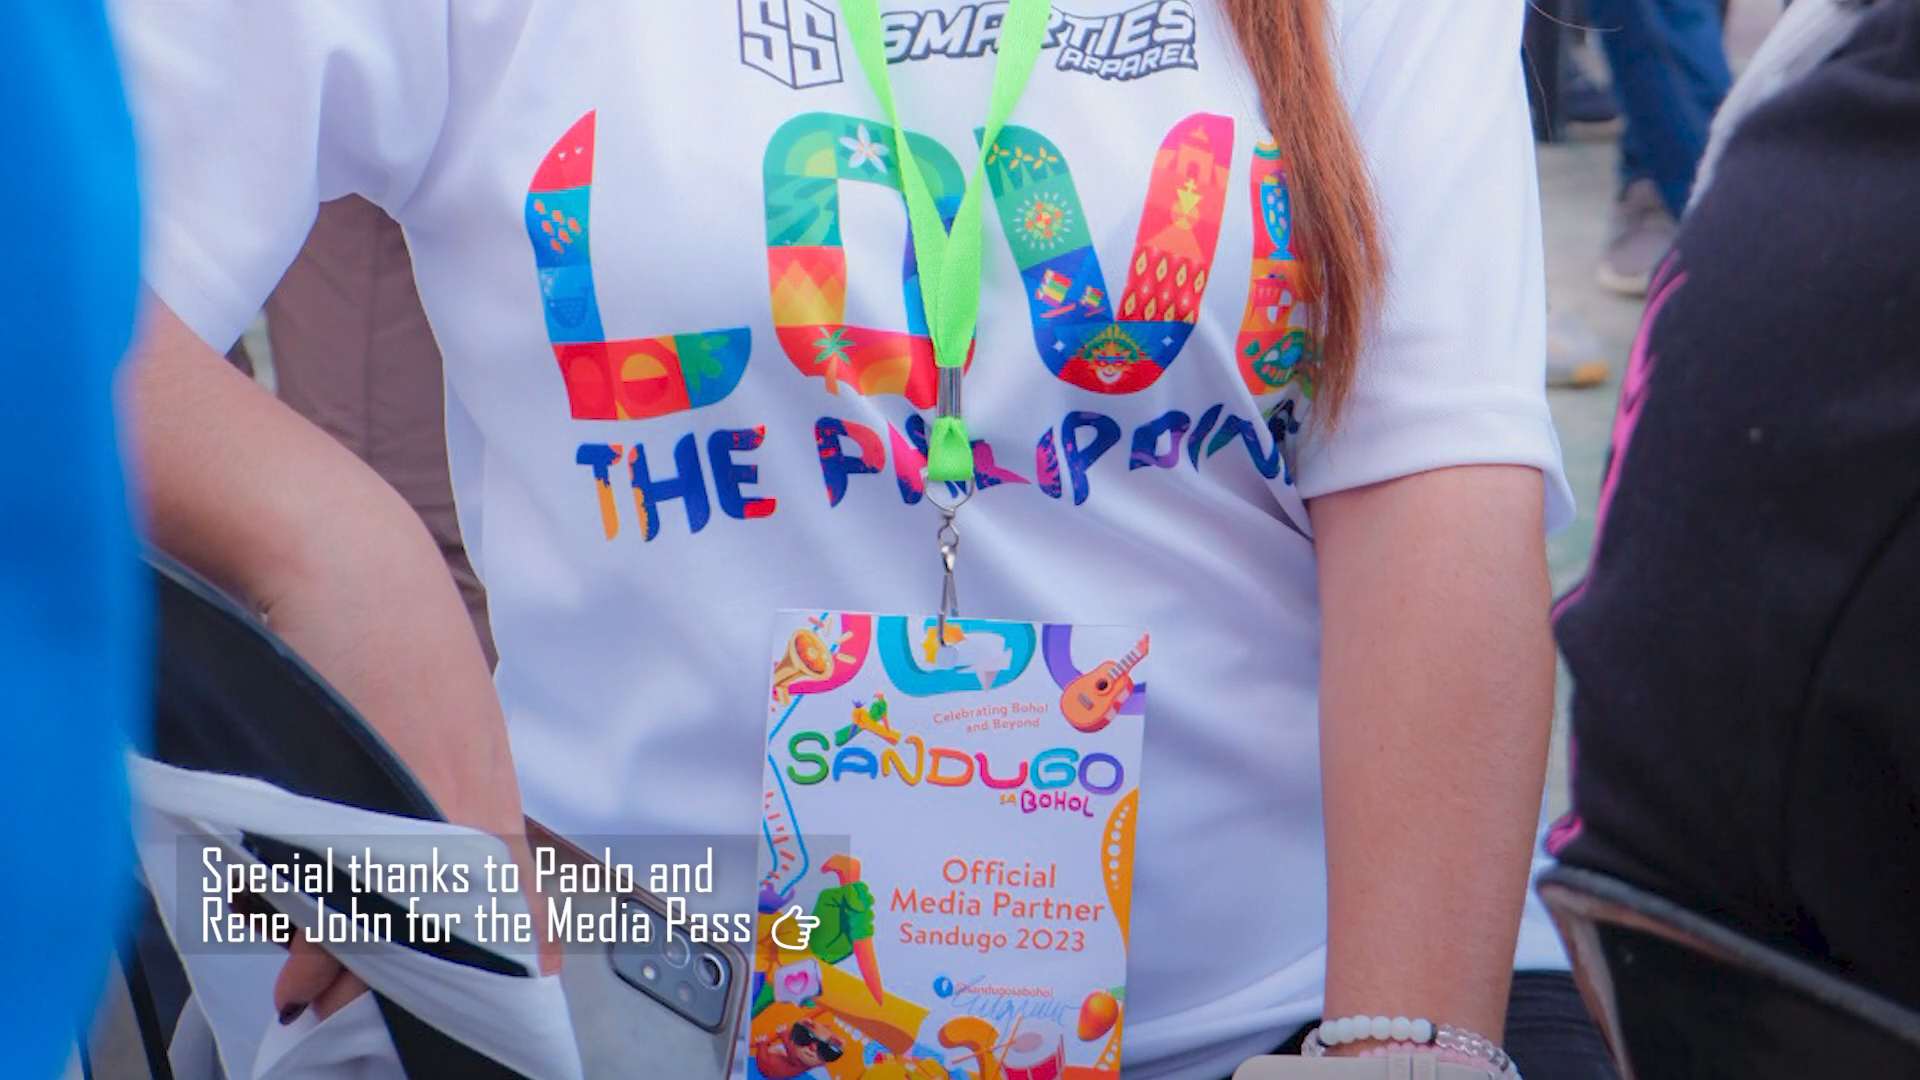 SS SMARTIES
APPAREL
LOVE
THE PHILIPPINES
Celebrating Bohol
and Beyond
SANDUGO
sa BOHOL
Official
Media Partner
Sandugo 2023
@sandugosabohol
Special thanks to Paolo and
Rene John for the Media Pass